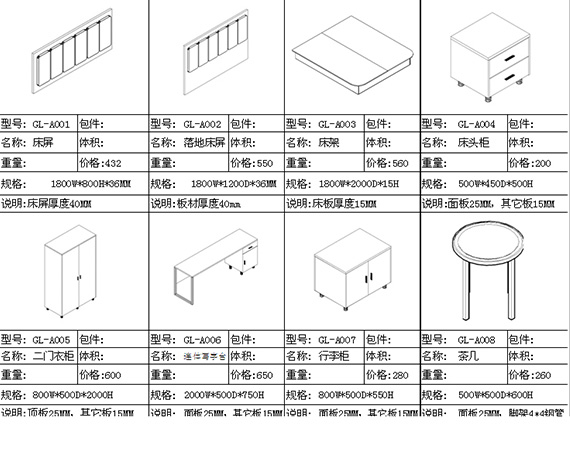 型号: GL-A001 包件: 型号: GL-A002 包件: 型号: GL-A003 包件: 型号: GL-A004 包件:
名称: 床屏 体积: 名称: 落地床屏 体积: 名称: 床架 体积: 名称: 床头柜 体积:
重量: 价格:432 重量: 价格:550 重量: 价格:560 重量: 价格:200
规格: 1800W*800H*36MM 规格: 1800W*1200D*36MM 规格: 1800W*2000D*15H 规格: 500W*450D*500H
说明:床屏厚度40MM 说明:板材厚度40mm 说明: 床板厚度15MM 说明:面板25MM, 其它板15MM
型号: GL-A005 包件: 型号: GL-A006 包件: 型号: GL-A007 包件: 型号: GL-A008 包件:
名称: 二门衣柜 体积: 名称: 体积: 名称: 行李柜 体积: 名称: 茶几 体积:
重量: 价格:600 重量: 价格:650 重量: 价格:280 重量: 价格:260
规格: 800W*500D*2000H 规格: 2000W*500D*750H 规格: 800W*500D*550H 规格: 500W*500D*600H
说明:顶板25MM, 其它板15MM 说明: 面板25MM, 其它板15MM 说明: 面板25MM, 其它板15MM 说明: 面板25MM, 脚架4*4钢管